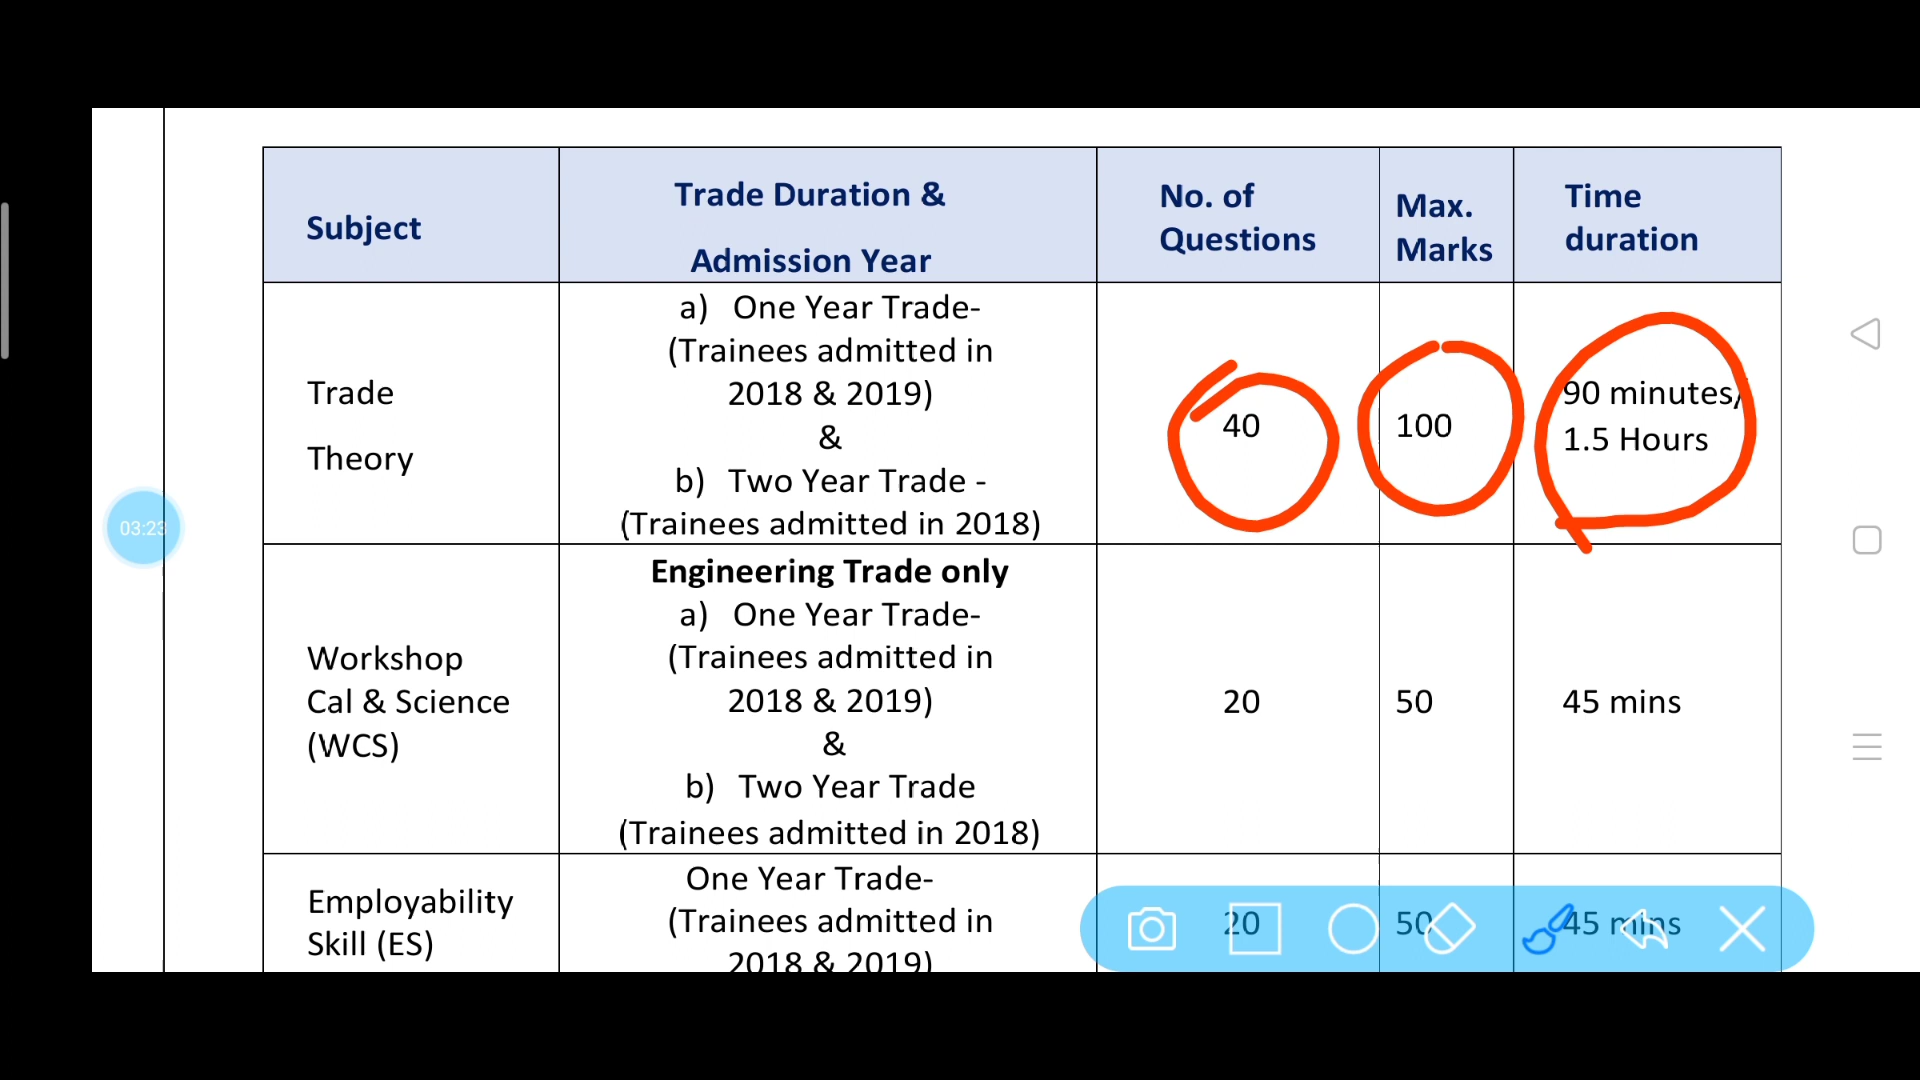 Subject
Trade Duration &
Admission Year
No. of
Questions
Max.
Marks
Time
duration
Trade
Theory
a) One Year Trade-
(Trainees admitted in
2018 & 2019)
&
b) Two Year Trade -
(Trainees admitted in 2018)
40
100
90 minutes/
1.5 Hours
03:23
Workshop
Cal & Science
(WCS)
Engineering Trade only
a) One Year Trade-
(Trainees admitted in
2018 & 2019)
&
b) Two Year Trade
(Trainees admitted in 2018)
20
50
45 mins
Employability
Skill (ES)
One Year Trade-
(Trainees admitted in
2018 & 2019)
20
50
45 mins